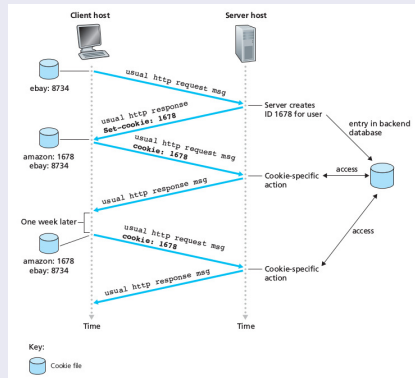 Client host
Server host
usual http request msg
ebay: 8734
usual http response
Set-cookie: 1678
Server creates
ID 1678 for user
entry in backend
database
amazon: 1678
ebay: 8734
usual http request msg
cookie: 1678
Cookie-specific
action
access
usual http response msg
One week later
amazon: 1678
ebay: 8734
usual http request msg
cookie: 1678
Cookie-specific
action
access
usual http response msg
Time
Time
Key:
Cookie file